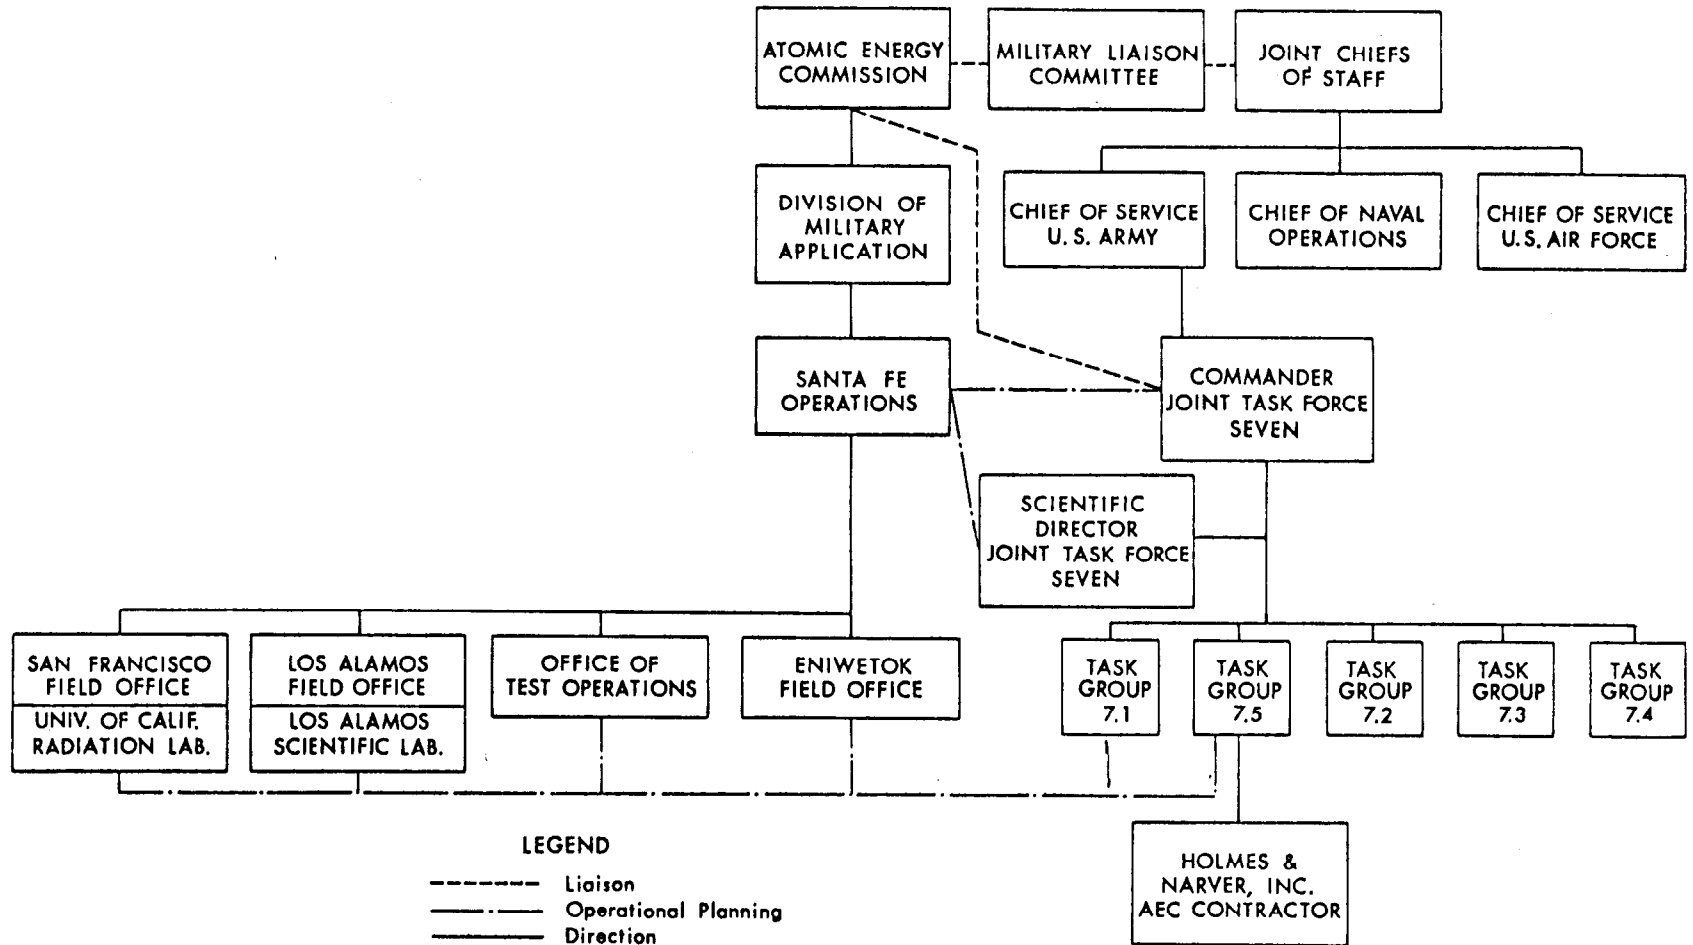 ATOMIC ENERGY
COMMISSION
MILITARY LIAISON
COMMITTEE
JOINT CHIEFS
OF STAFF
DIVISION OF
MILITARY
APPLICATION
CHIEF OF SERVICE
U. S. ARMY
CHIEF OF NAVAL
OPERATIONS
CHIEF OF SERVICE
U. S. AIR FORCE
SANTA FE
OPERATIONS
COMMANDER
JOINT TASK FORCE
SEVEN
SCIENTIFIC
DIRECTOR
JOINT TASK FORCE
SEVEN
SAN FRANCISCO
FIELD OFFICE
UNIV. OF CALIF.
RADIATION LAB.
LOS ALAMOS
FIELD OFFICE
LOS ALAMOS
SCIENTIFIC LAB.
OFFICE OF
TEST OPERATIONS
ENIWETOK
FIELD OFFICE
TASK
GROUP
7.1
TASK
GROUP
7.5
TASK
GROUP
7.2
TASK
GROUP
7.3
TASK
GROUP
7.4
HOLMES &
NARVER, INC.
AEC CONTRACTOR
LEGEND
Liaison
Operational Planning
Direction